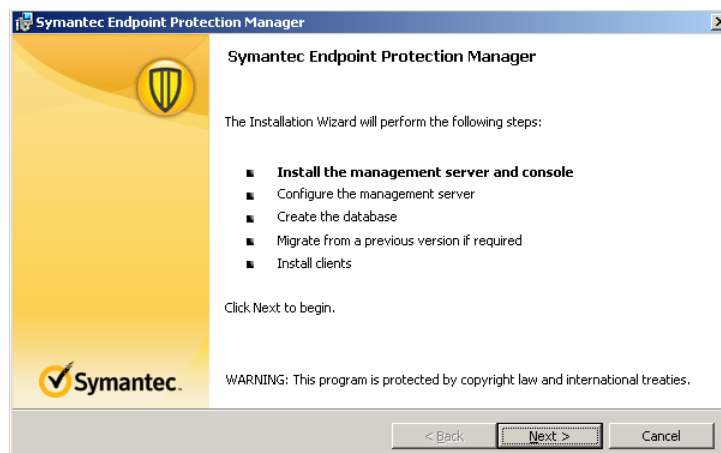 Symantec Endpoint Protection Manager
Symantec Endpoint Protection Manager
The Installation Wizard will perform the following steps:
Install the management server and console
Configure the management server
Create the database
Migrate from a previous version if required
Install clients
Click Next to begin.
Symantec.
WARNING: This program is protected by copyright law and international treaties.
< Back
Next >
Cancel